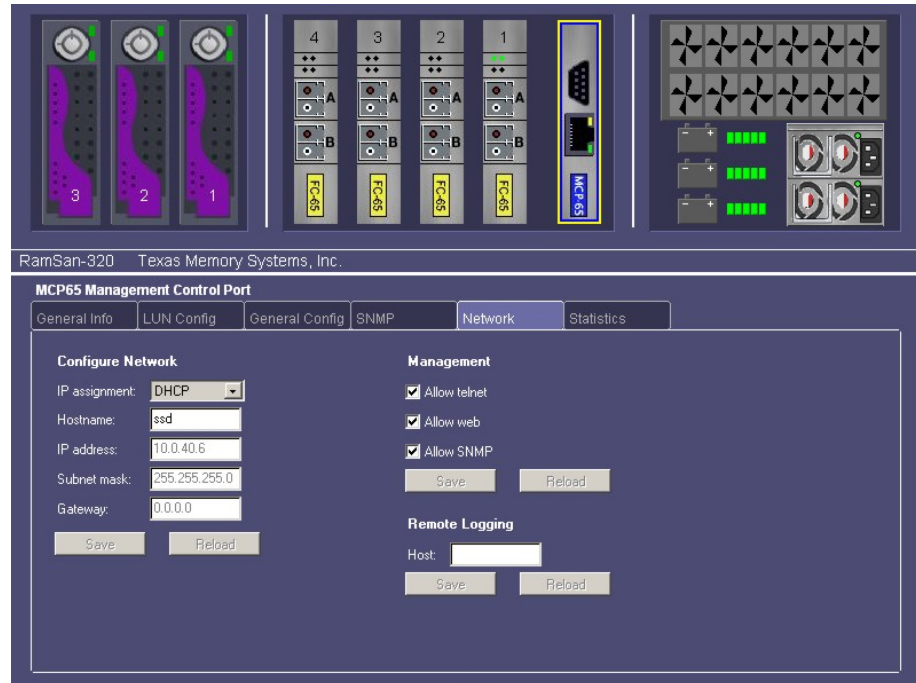 4 3 2 1
A A A A
B B B B
3 2 1
FC-65 FC-65 FC-65 FC-65 MCP-65
- +
- +
- +
RamSan-320 Texas Memory Systems, Inc.
MCP65 Management Control Port
General Info LUN Config General Config SNMP Network Statistics
Configure Network
IP assignment: DHCP
Hostname: ssd
IP address: 10.0.40.6
Subnet mask: 255.255.255.0
Gateway: 0.0.0.0
Save Reload
Management
Allow telnet
Allow web
Allow SNMP
Save Reload
Remote Logging
Host:
Save Reload